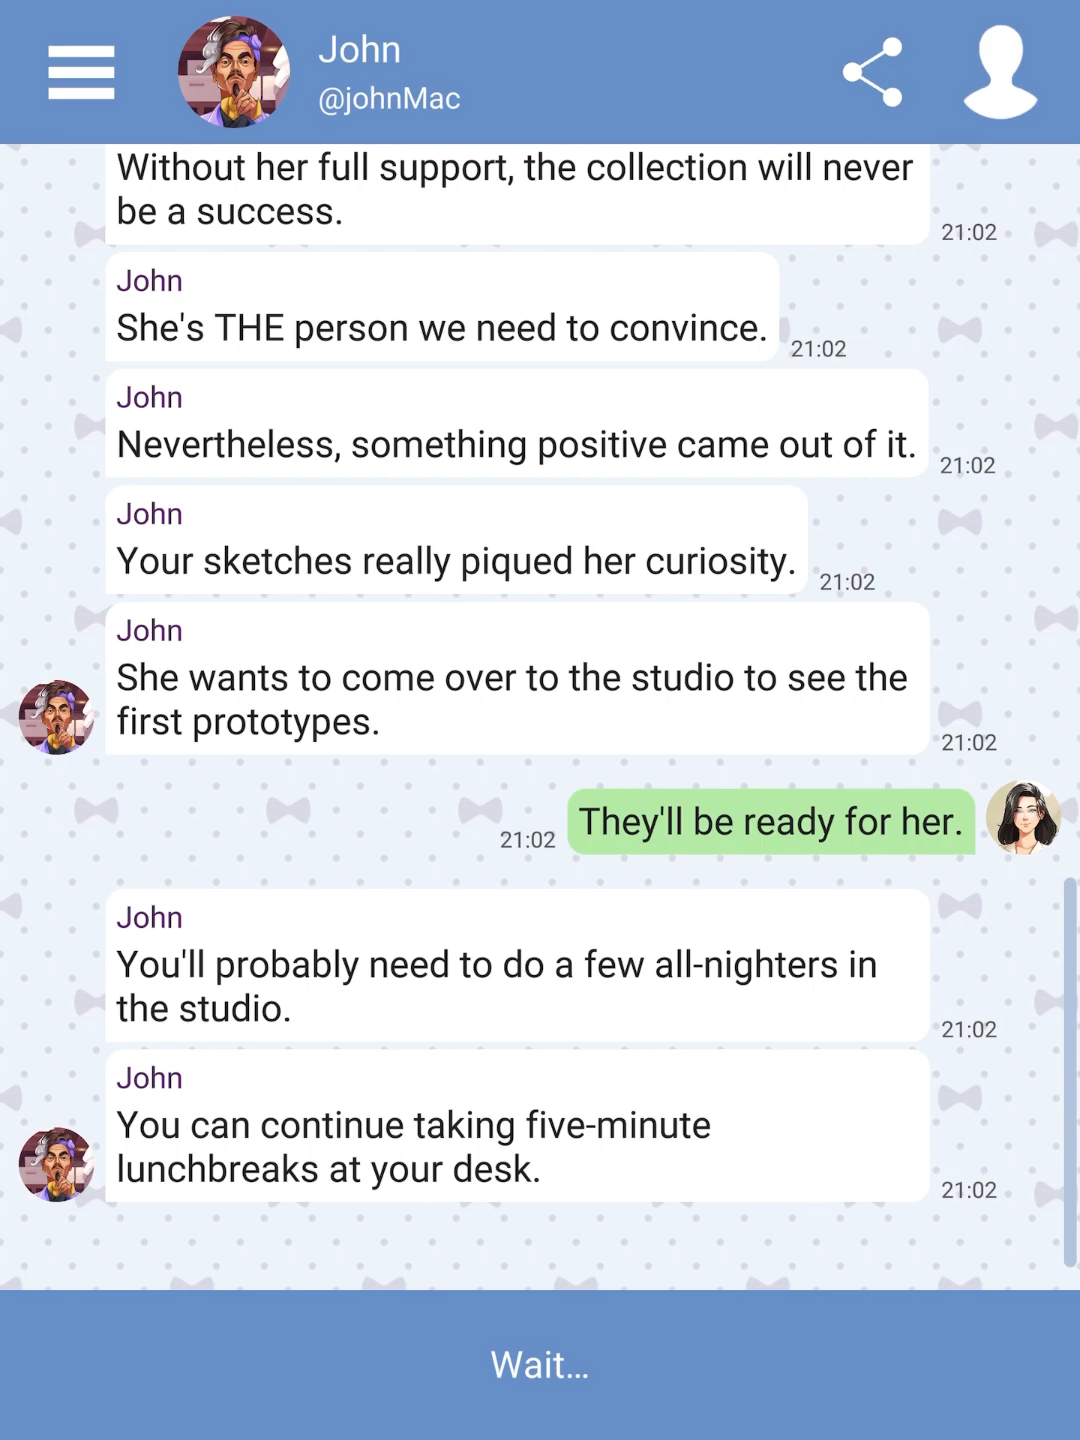 John
@johnMac
Without her full support, the collection will never
be a success.
21:02
John
She's THE person we need to convince.
21:02
John
Nevertheless, something positive came out of it.
21:02
John
Your sketches really piqued her curiosity.
21:02
John
She wants to come over to the studio to see the
first prototypes.
21:02
They'll be ready for her.
21:02
John
You'll probably need to do a few all-nighters in
the studio.
21:02
John
You can continue taking five-minute
lunchbreaks at your desk.
21:02
Wait...